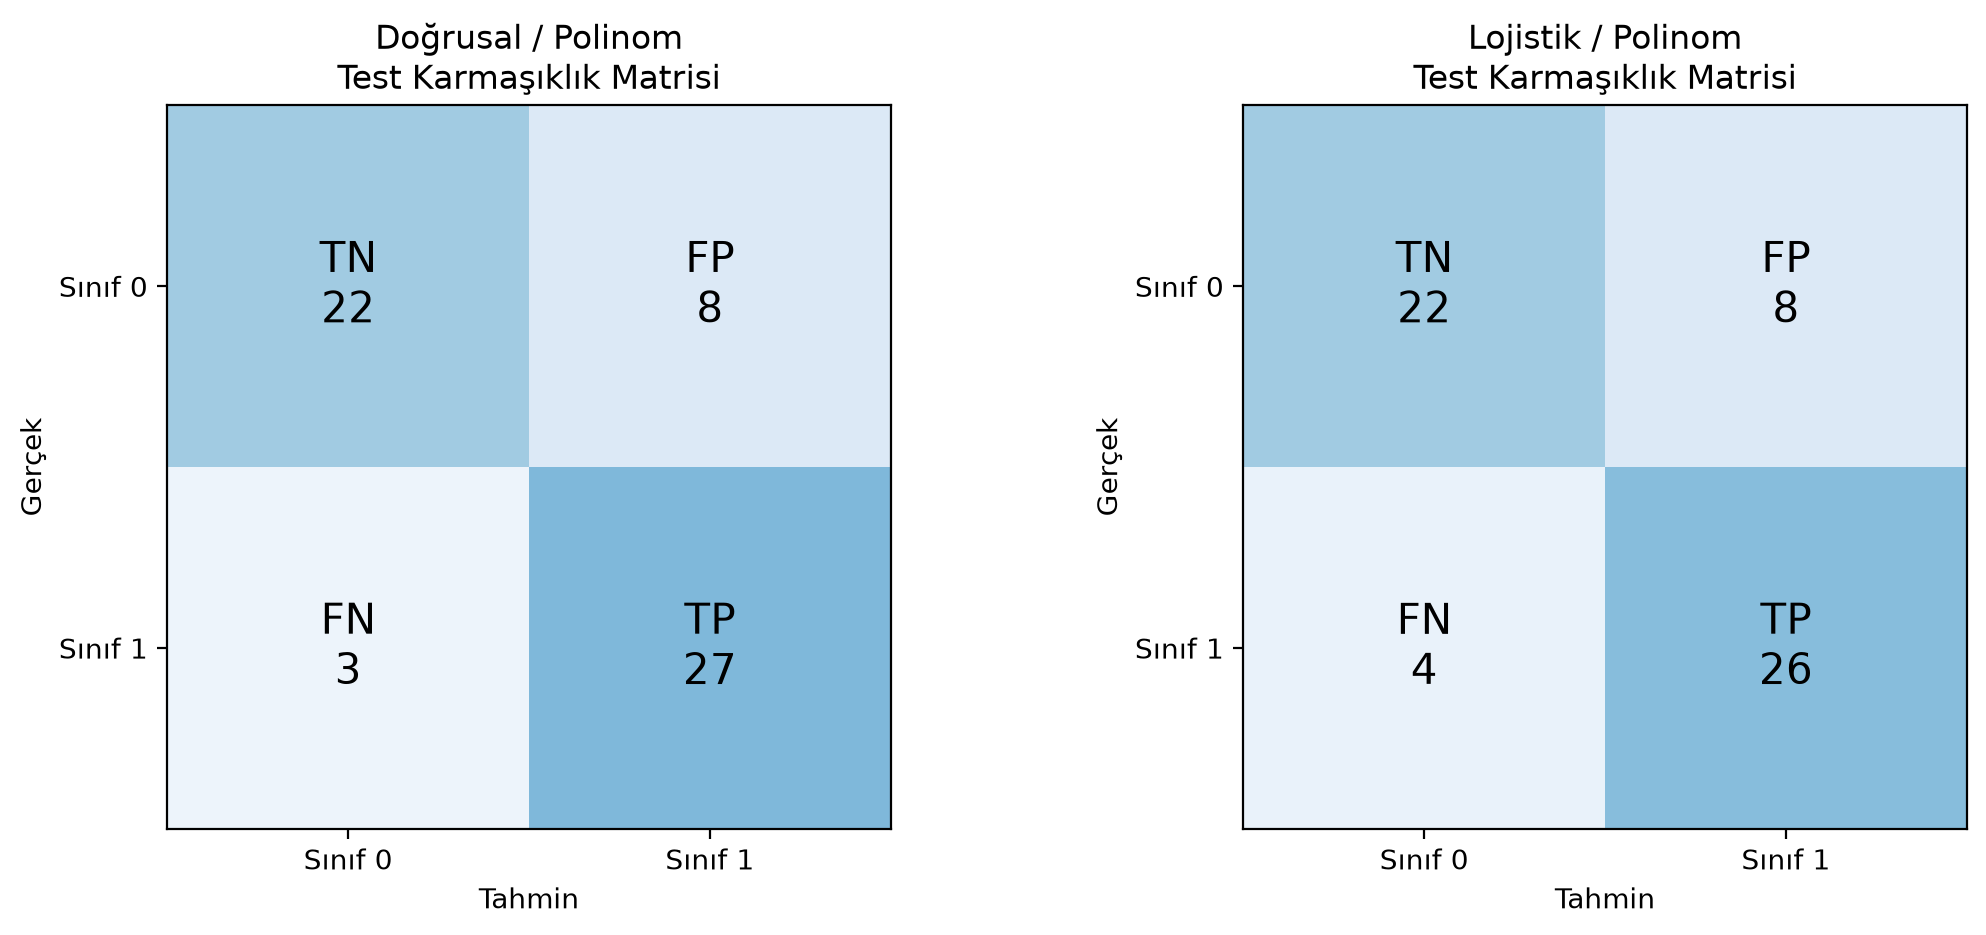 Doğrusal / Polinom
Test Karmaşıklık Matrisi
Gerçek
Sınıf 0
Sınıf 1
TN
22
FP
8
FN
3
TP
27
Sınıf 0
Sınıf 1
Tahmin
Lojistik / Polinom
Test Karmaşıklık Matrisi
Gerçek
Sınıf 0
Sınıf 1
TN
22
FP
8
FN
4
TP
26
Sınıf 0
Sınıf 1
Tahmin